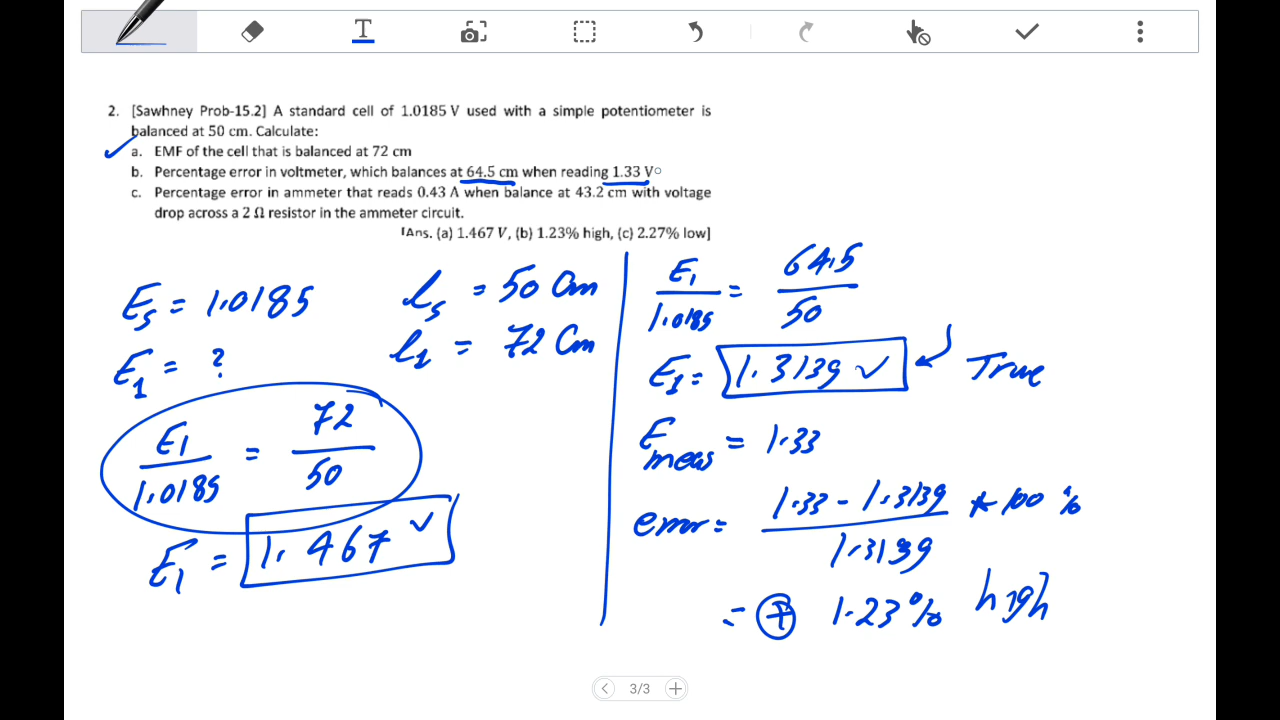 T
2. [Sawhney Prob-15.2] A standard cell of 1.0185 V used with a simple potentiometer is
balanced at 50 cm. Calculate:
a. EMF of the cell that is balanced at 72 cm
b. Percentage error in voltmeter, which balances at 64.5 cm when reading 1.33 V
c. Percentage error in ammeter that reads 0.43 A when balance at 43.2 cm with voltage
drop across a 2 Ω resistor in the ammeter circuit.
[Ans. (a) 1.467 V, (b) 1.23% high, (c) 2.27% low]
Es = 1.0185
ls = 50 Cm
E1 = ?
l1 = 72 Cm
E1/1.0185 = 72/50
E1 = 1.467 ✓
E1/1.0185 = 64.5/50
E1 = 1.3139 ✓ True
E meas = 1.33
error = (1.33 - 1.3139)/1.3139 * 100 %
= + 1.23% high
3/3